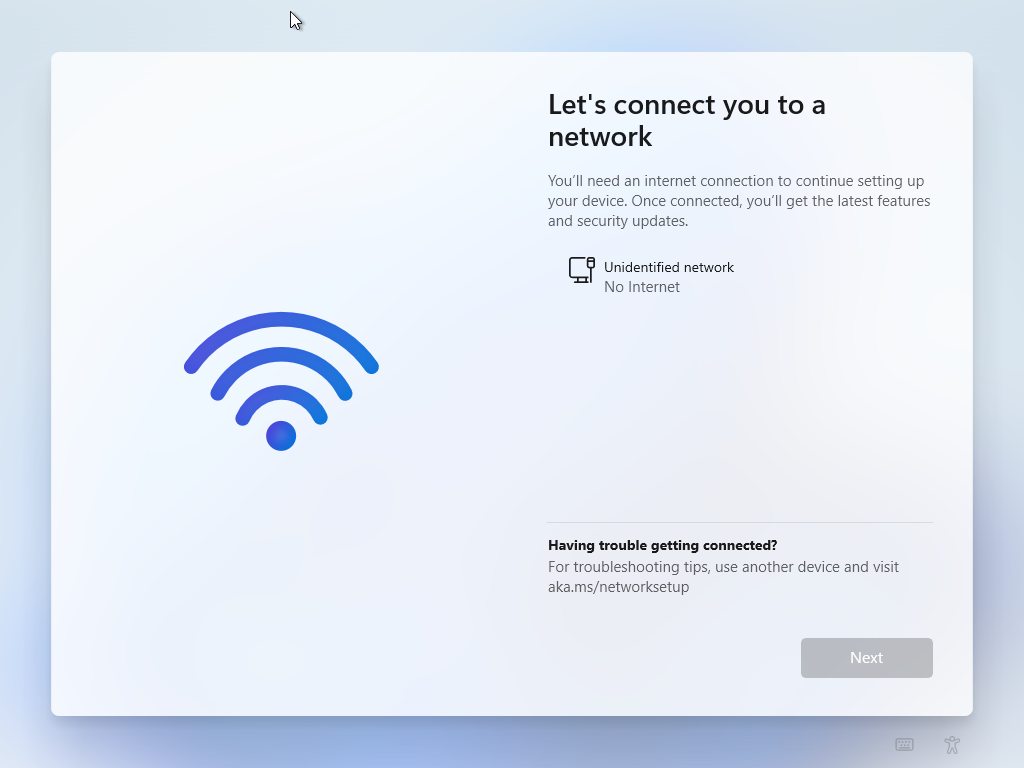 Let's connect you to a
network
You’ll need an internet connection to continue setting up
your device. Once connected, you’ll get the latest features
and security updates.
Unidentified network
No Internet
Having trouble getting connected?
For troubleshooting tips, use another device and visit
aka.ms/networksetup
Next